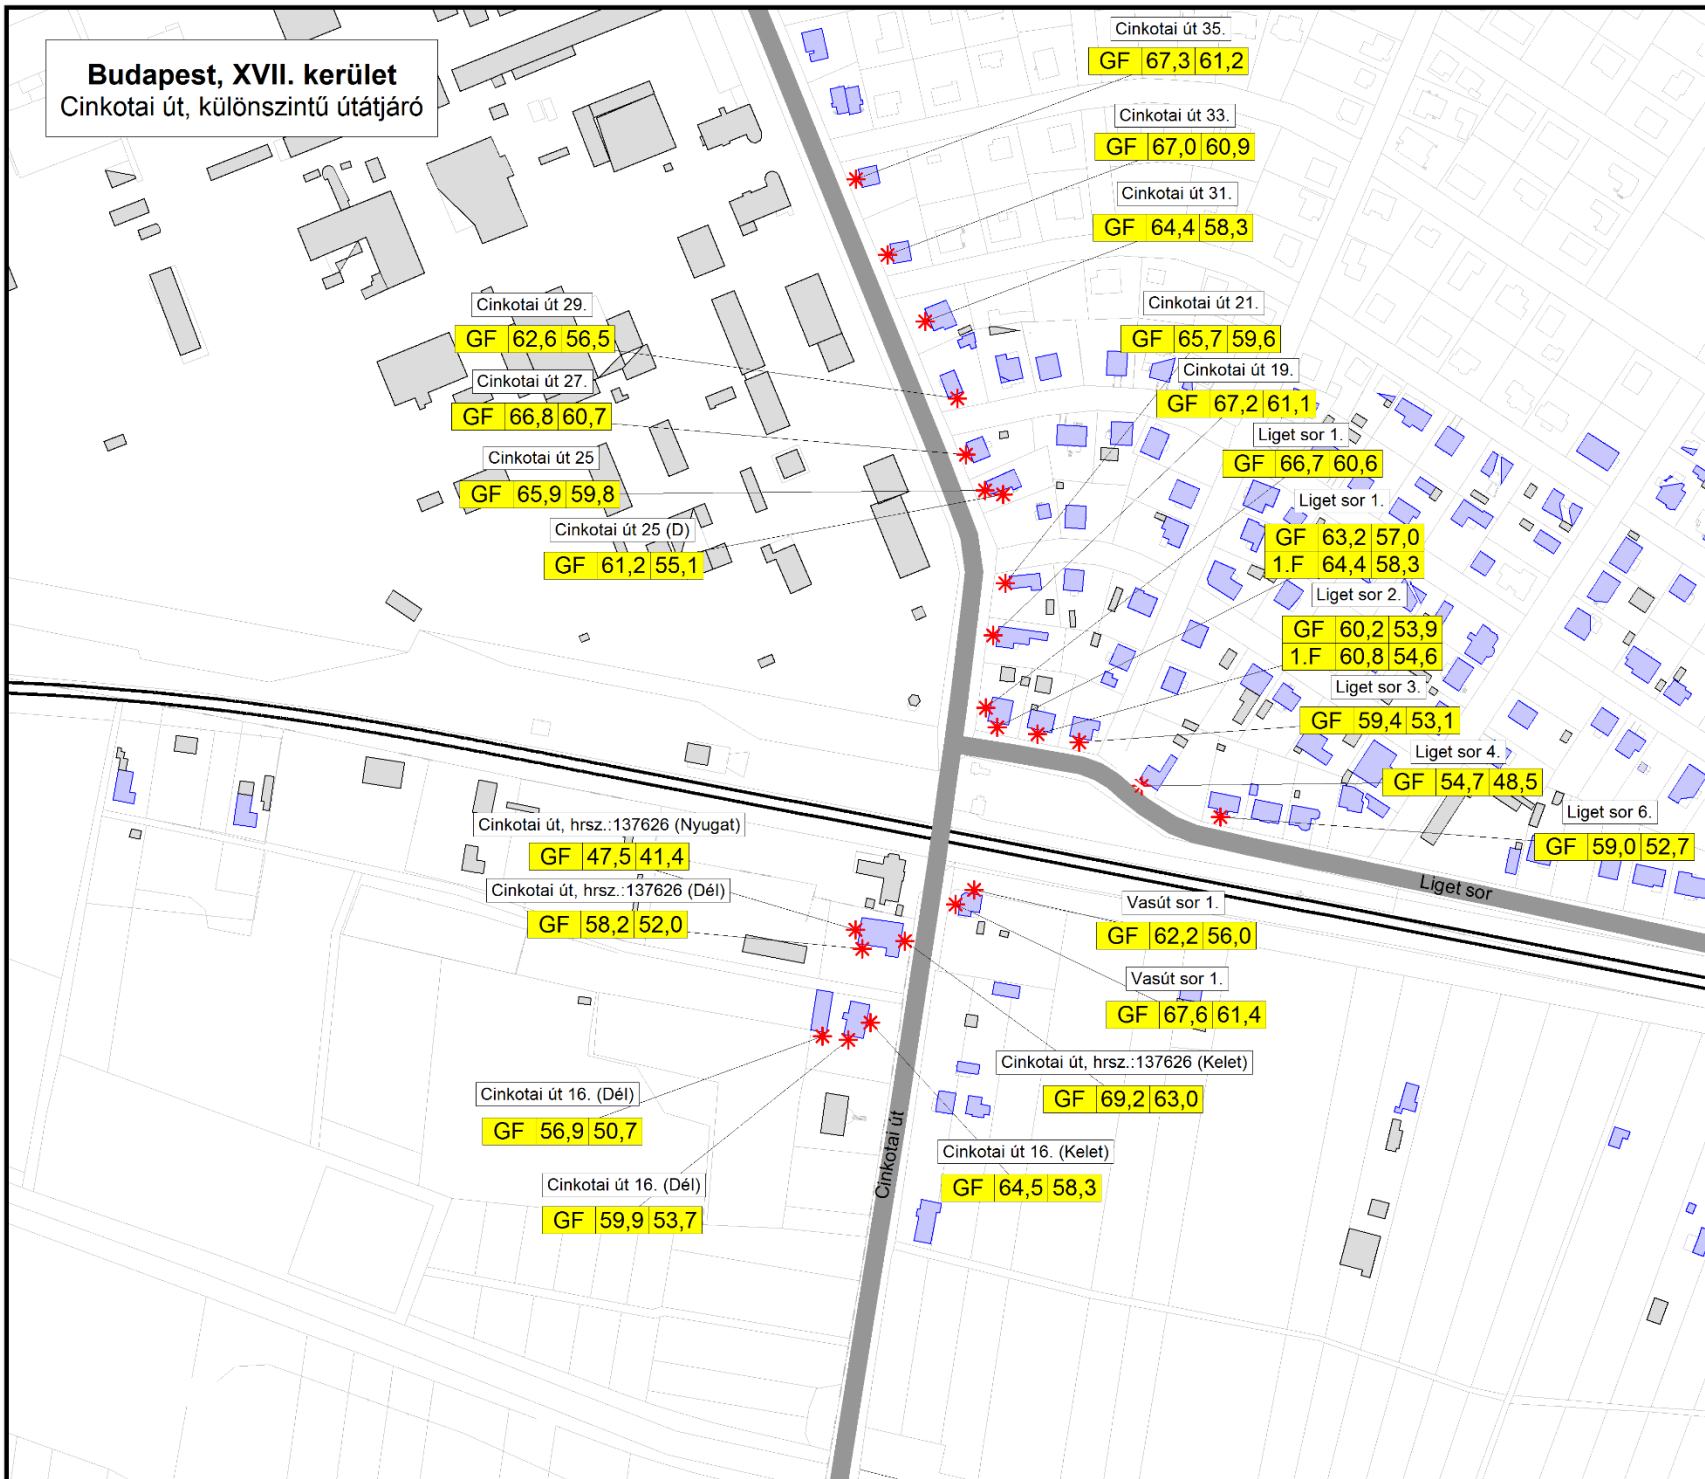 Budapest, XVII. kerület
Cinkotai út, különszintű útátjáró
Cinkotai út 35.
GF 67,3 61,2
Cinkotai út 33.
GF 67,0 60,9
Cinkotai út 31.
GF 64,4 58,3
Cinkotai út 29.
GF 62,6 56,5
Cinkotai út 21.
GF 65,7 59,6
Cinkotai út 27.
GF 66,8 60,7
Cinkotai út 19.
GF 67,2 61,1
Cinkotai út 25
GF 65,9 59,8
Liget sor 1.
GF 66,7 60,6
Cinkotai út 25 (D)
GF 61,2 55,1
Liget sor 1.
GF 63,2 57,0
1.F 64,4 58,3
Liget sor 2.
GF 60,2 53,9
1.F 60,8 54,6
Liget sor 3.
GF 59,4 53,1
Liget sor 4.
GF 54,7 48,5
Liget sor 6.
GF 59,0 52,7
Liget sor
Cinkotai út, hrsz.:137626 (Nyugat)
GF 47,5 41,4
Cinkotai út, hrsz.:137626 (Dél)
GF 58,2 52,0
Vasút sor 1.
GF 62,2 56,0
Vasút sor 1.
GF 67,6 61,4
Cinkotai út, hrsz.:137626 (Kelet)
GF 69,2 63,0
Cinkotai út 16. (Dél)
GF 56,9 50,7
Cinkotai út
Cinkotai út 16. (Kelet)
GF 64,5 58,3
Cinkotai út 16. (Dél)
GF 59,9 53,7